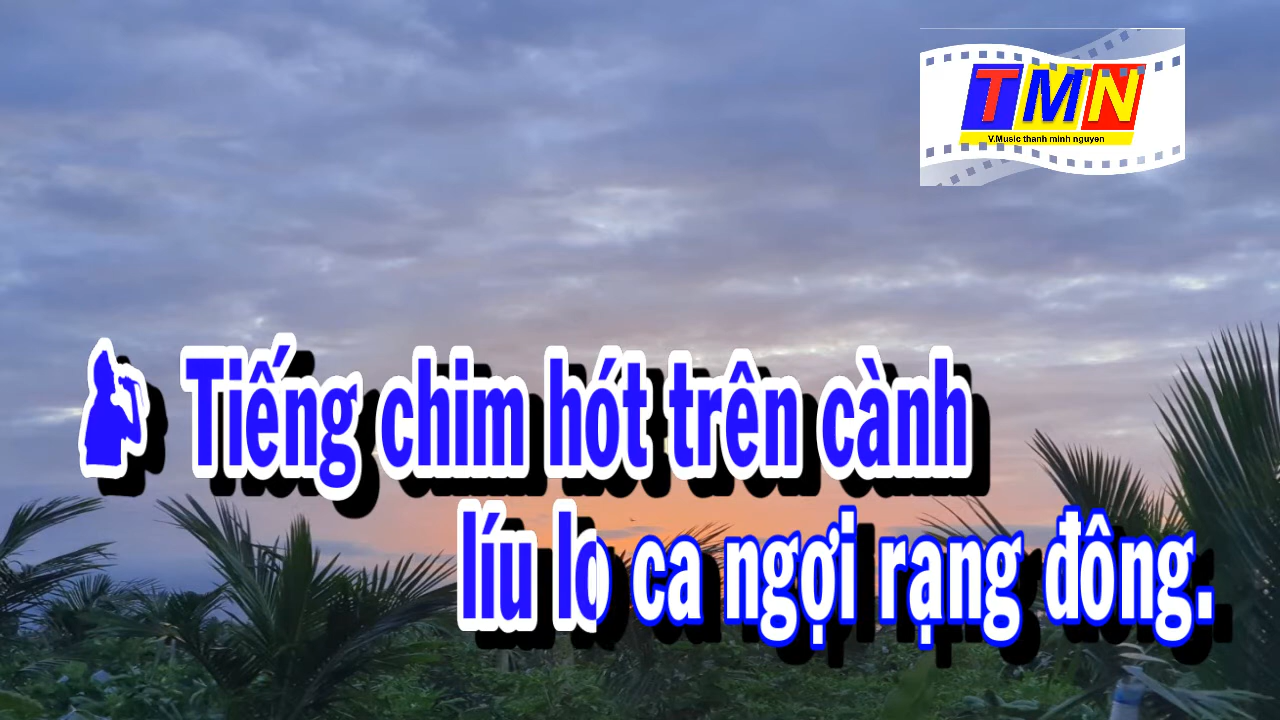 TMN
V.Music thanh minh nguyen
Tiếng chim hót trên cành
líu lo ca ngợi rạng đông.